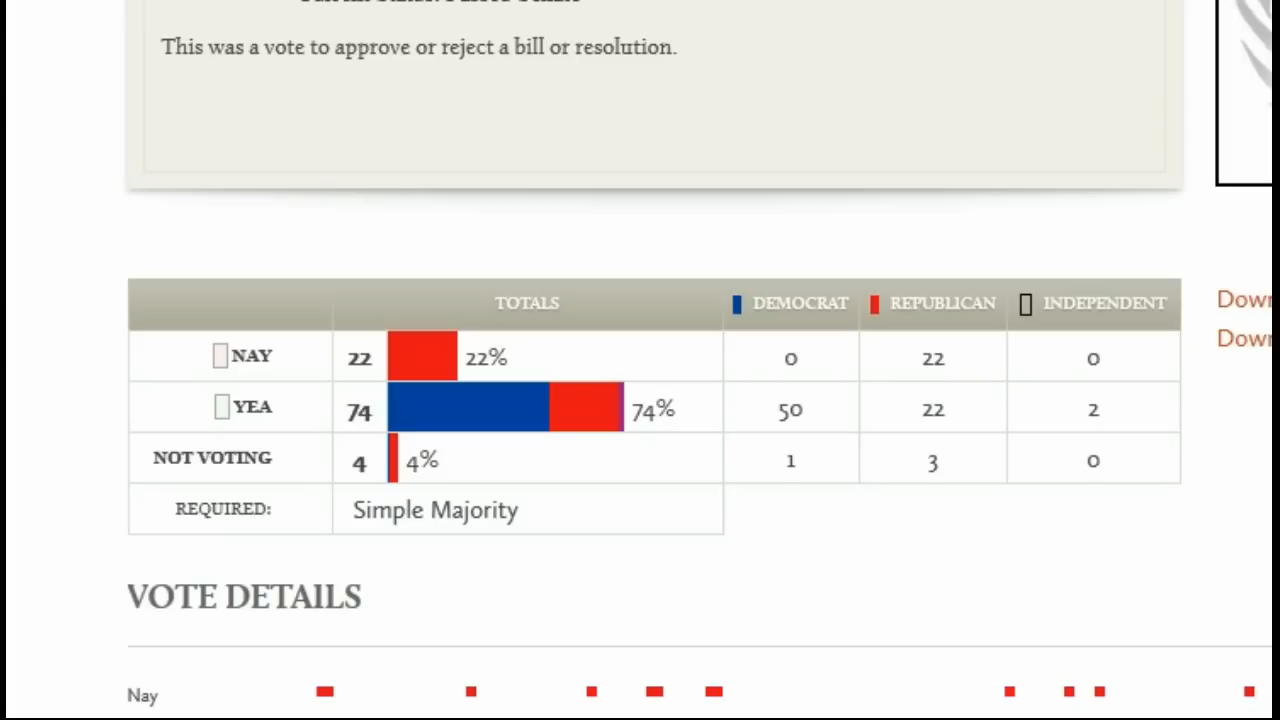 This was a vote to approve or reject a bill or resolution.
TOTALS DEMOCRAT REPUBLICAN INDEPENDENT
NAY 22 22% 0 22 0
YEA 74 74% 50 22 2
NOT VOTING 4 4% 1 3 0
REQUIRED: Simple Majority
VOTE DETAILS
Nay